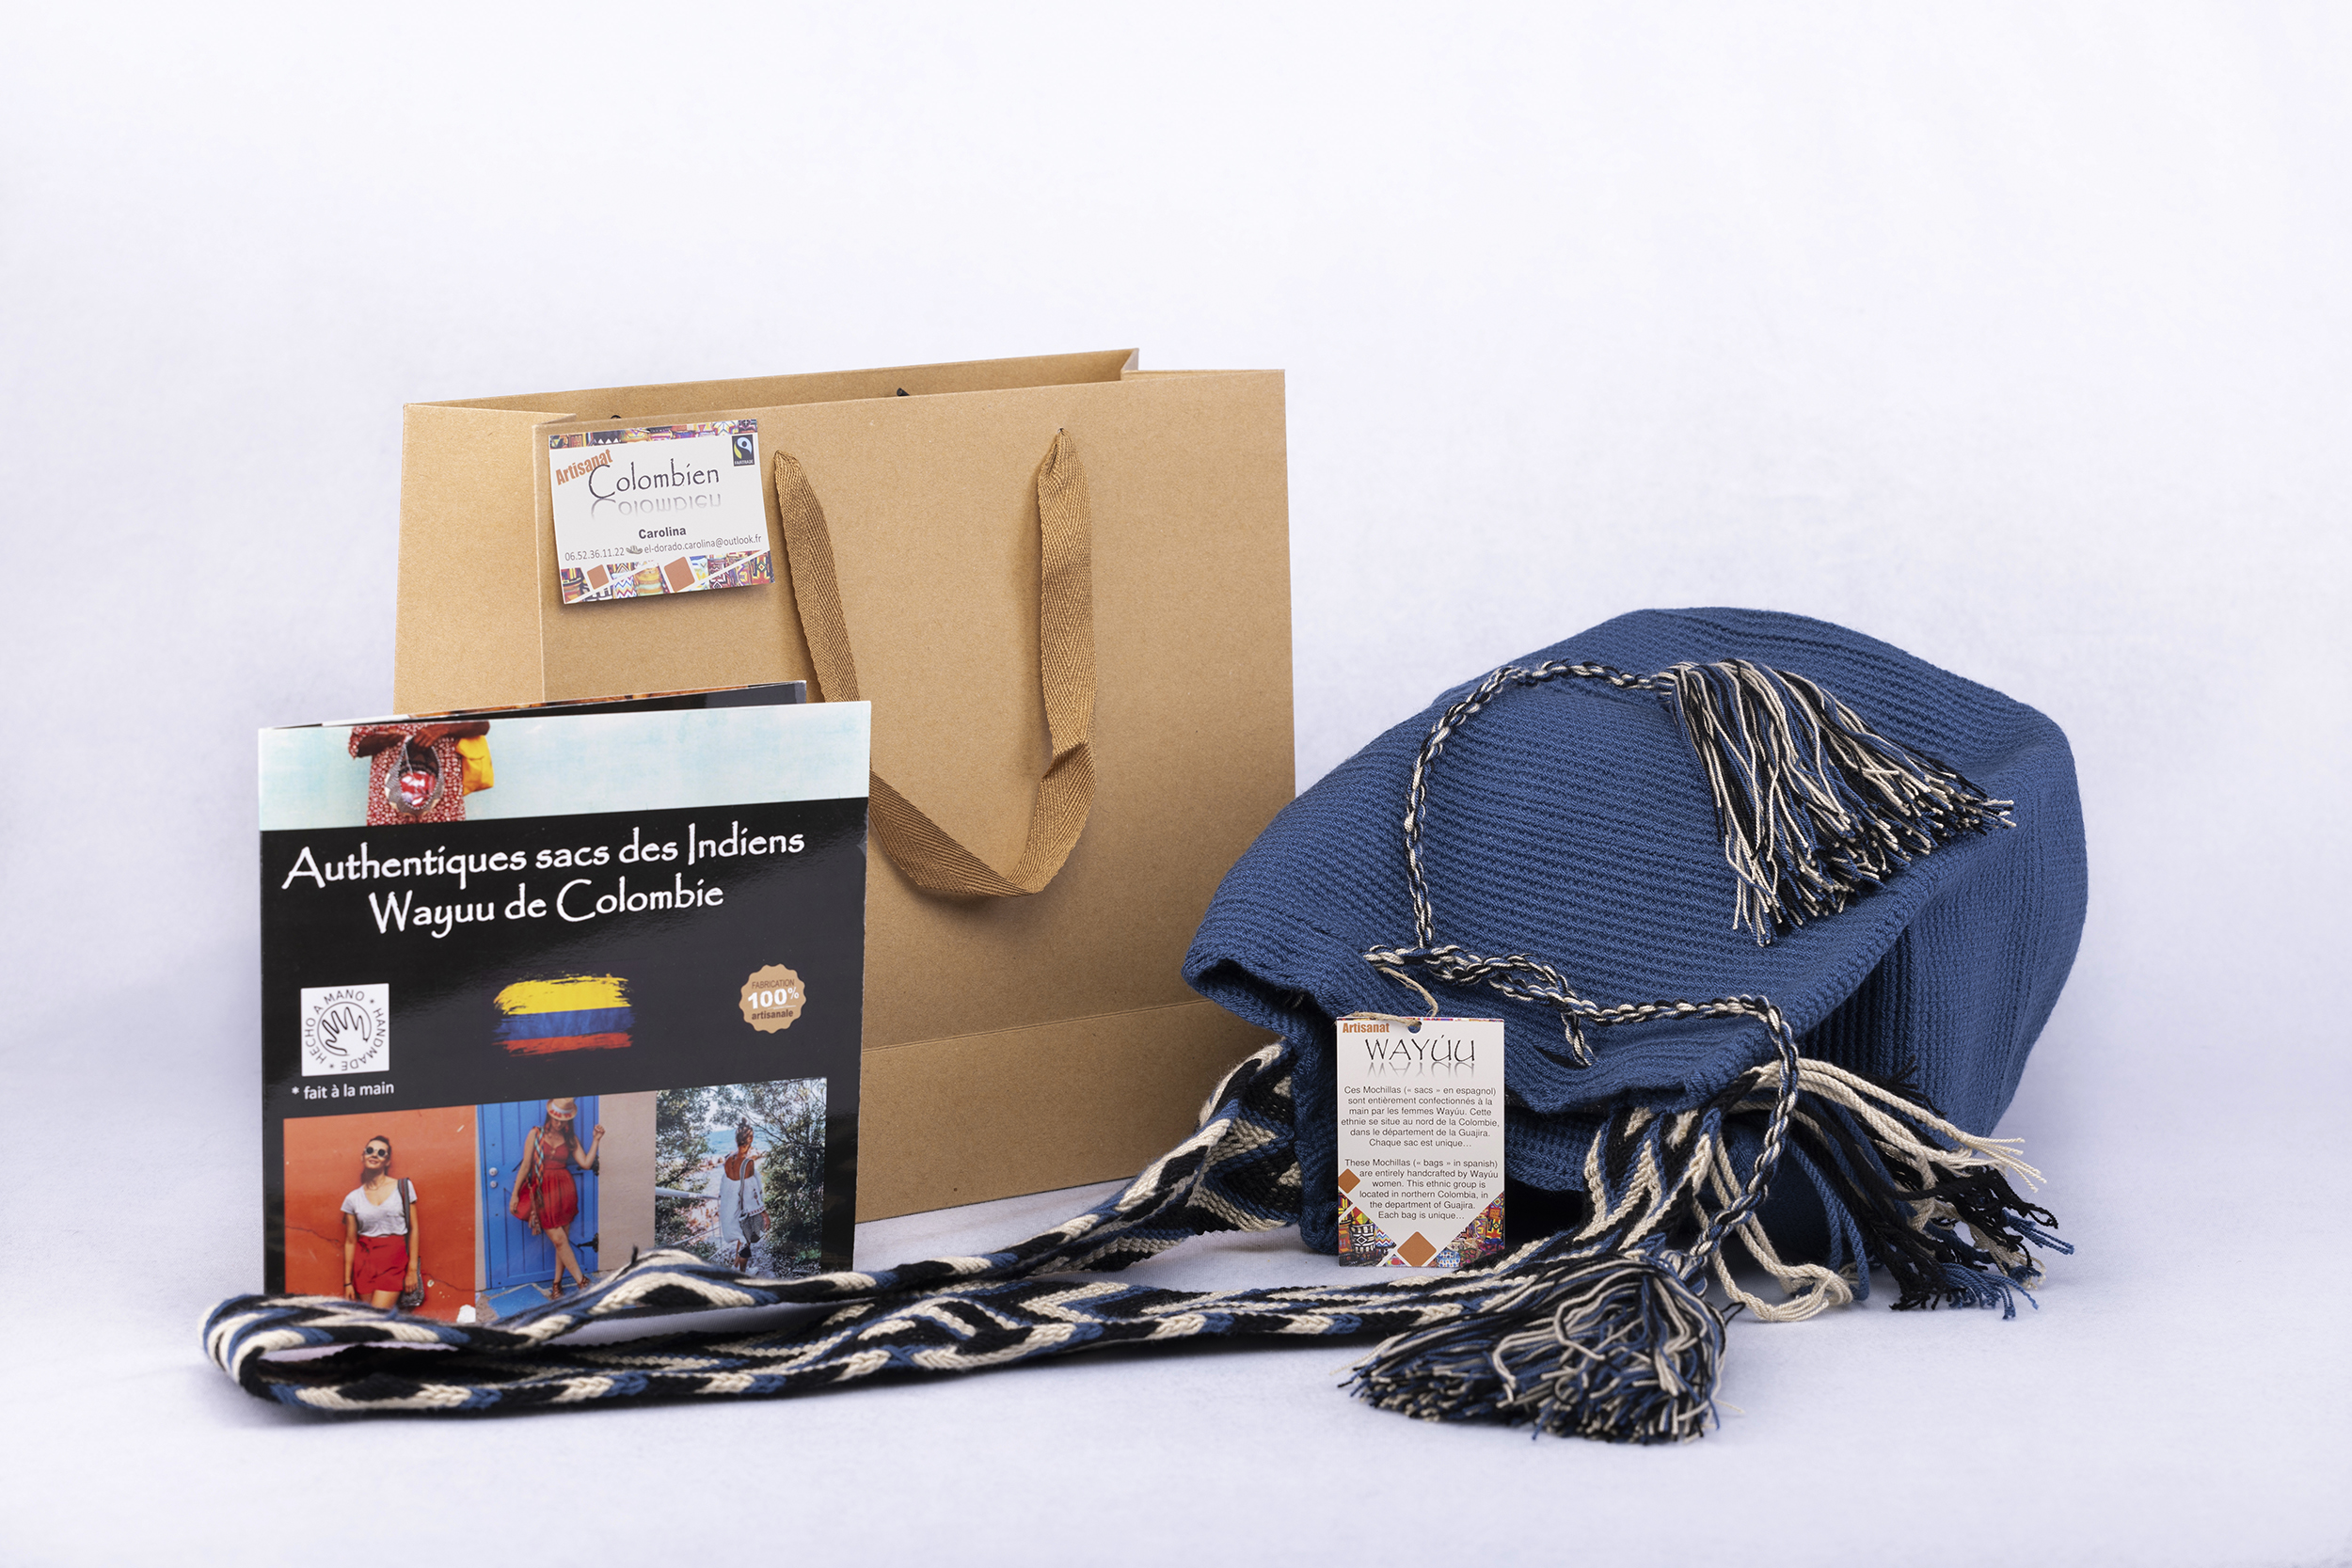 Artisanat
Colombien
FAIRTRADE
Carolina
06.52.36.11.22 el-dorado.carolina@outlook.fr
Authentiques sacs des Indiens
Wayuu de Colombie
HECHO A MANO * HANDMADE *
* fait à la main
FABRICATION
100%
artisanale
Artisanat
WAYÚU
Ces Mochillas (= sacs » en espagnol)
sont entièrement confectionnés à la
main par les femmes Wayúu. Cette
ethnie se situe au nord de la Colombie,
dans le département de la Guajira.
Chaque sac est unique...
These Mochillas (= bags » in spanish)
are entirely handcrafted by Wayúu
women. This ethnic group is
located in northern Colombia, in
the department of Guajira.
Each bag is unique...